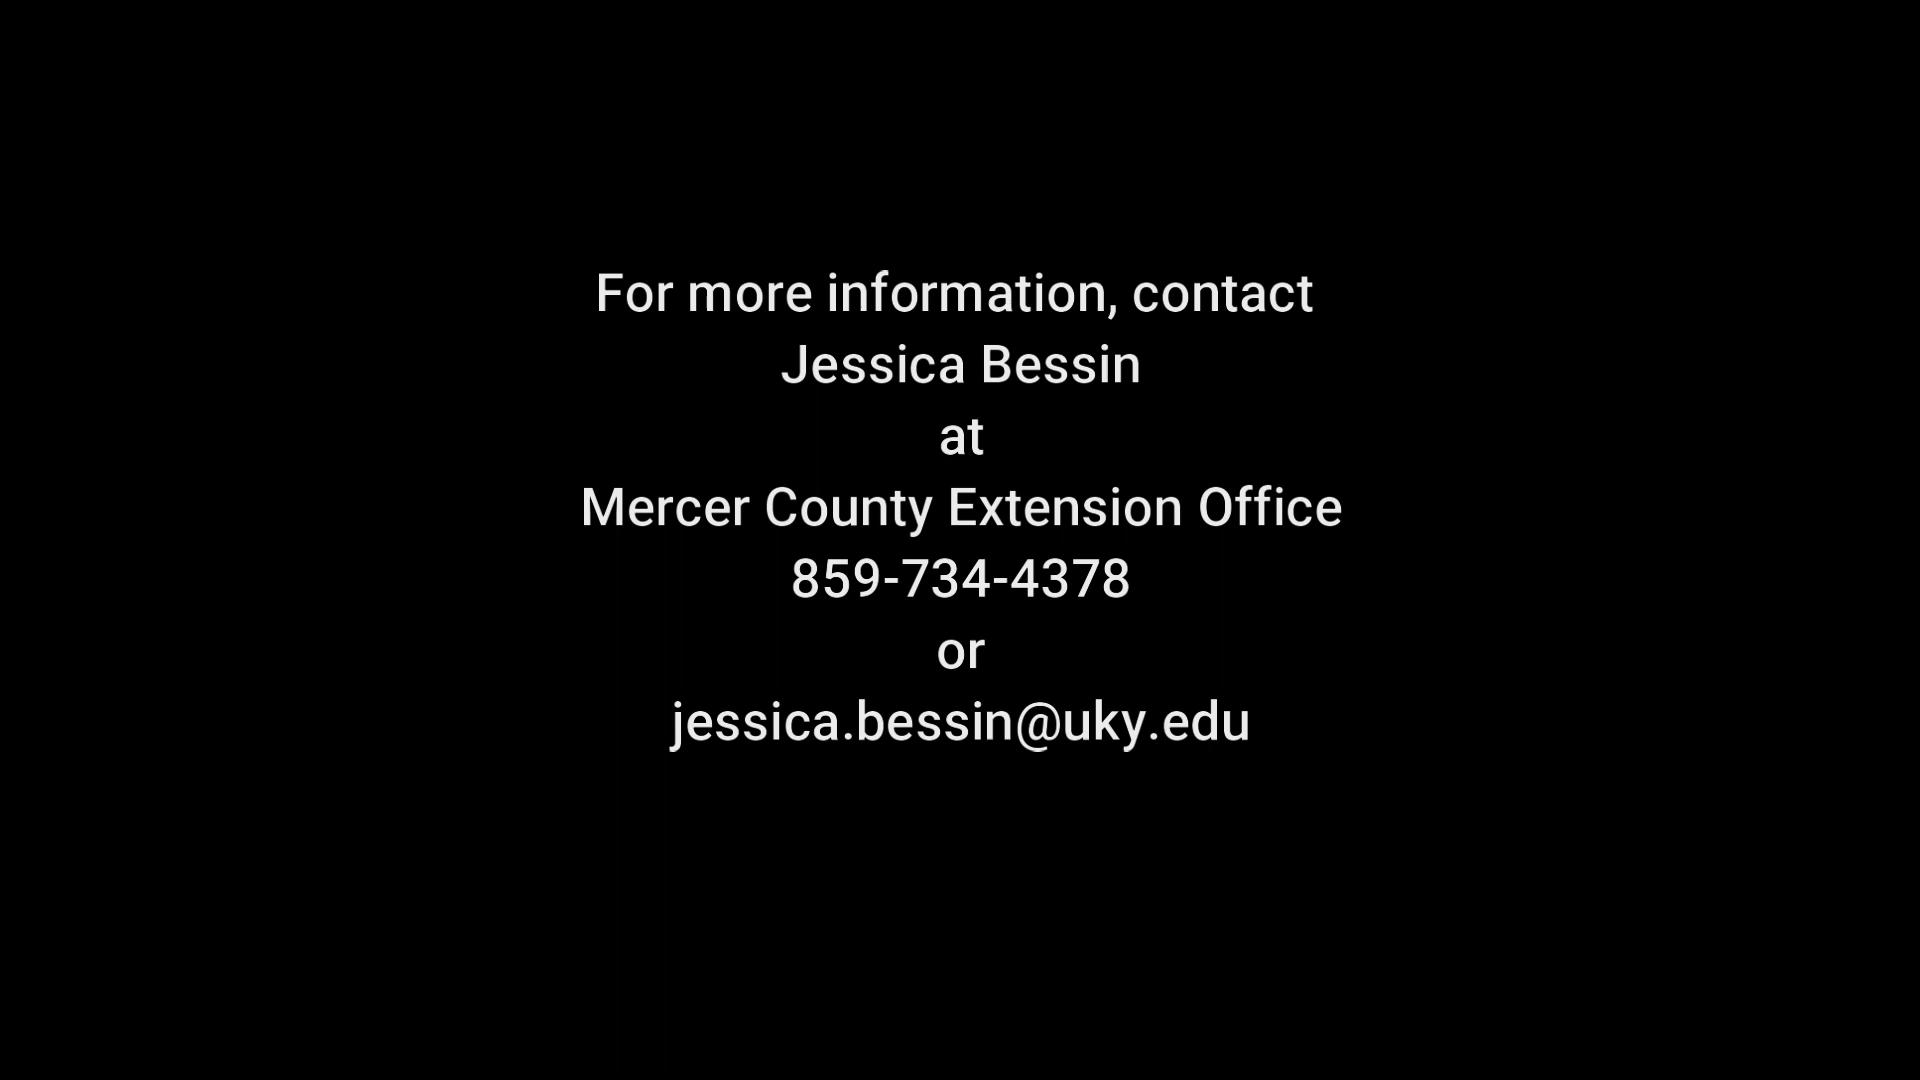 For more information, contact
Jessica Bessin
at
Mercer County Extension Office
859-734-4378
or
jessica.bessin@uky.edu